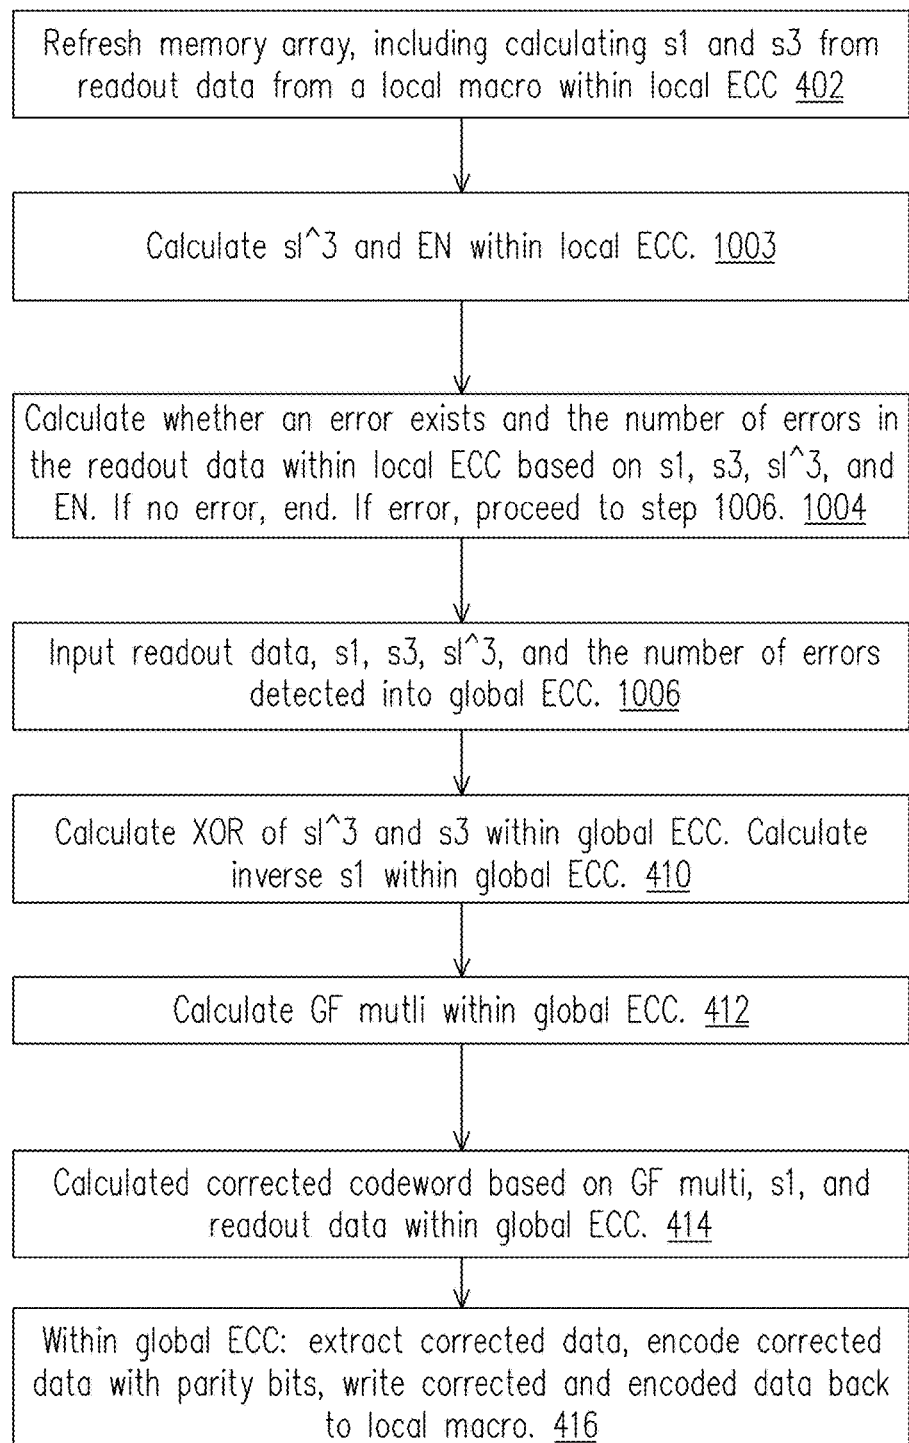 Refresh memory array, including calculating s1 and s3 from
readout data from a local macro within local ECC 402
Calculate sl^3 and EN within local ECC. 1003
Calculate whether an error exists and the number of errors in
the readout data within local ECC based on s1, s3, sl^3, and
EN. If no error, end. If error, proceed to step 1006. 1004
Input readout data, s1, s3, sl^3, and the number of errors
detected into global ECC. 1006
Calculate XOR of sl^3 and s3 within global ECC. Calculate
inverse s1 within global ECC. 410
Calculate GF mutli within global ECC. 412
Calculated corrected codeword based on GF multi, s1, and
readout data within global ECC. 414
Within global ECC: extract corrected data, encode corrected
data with parity bits, write corrected and encoded data back
to local macro. 416